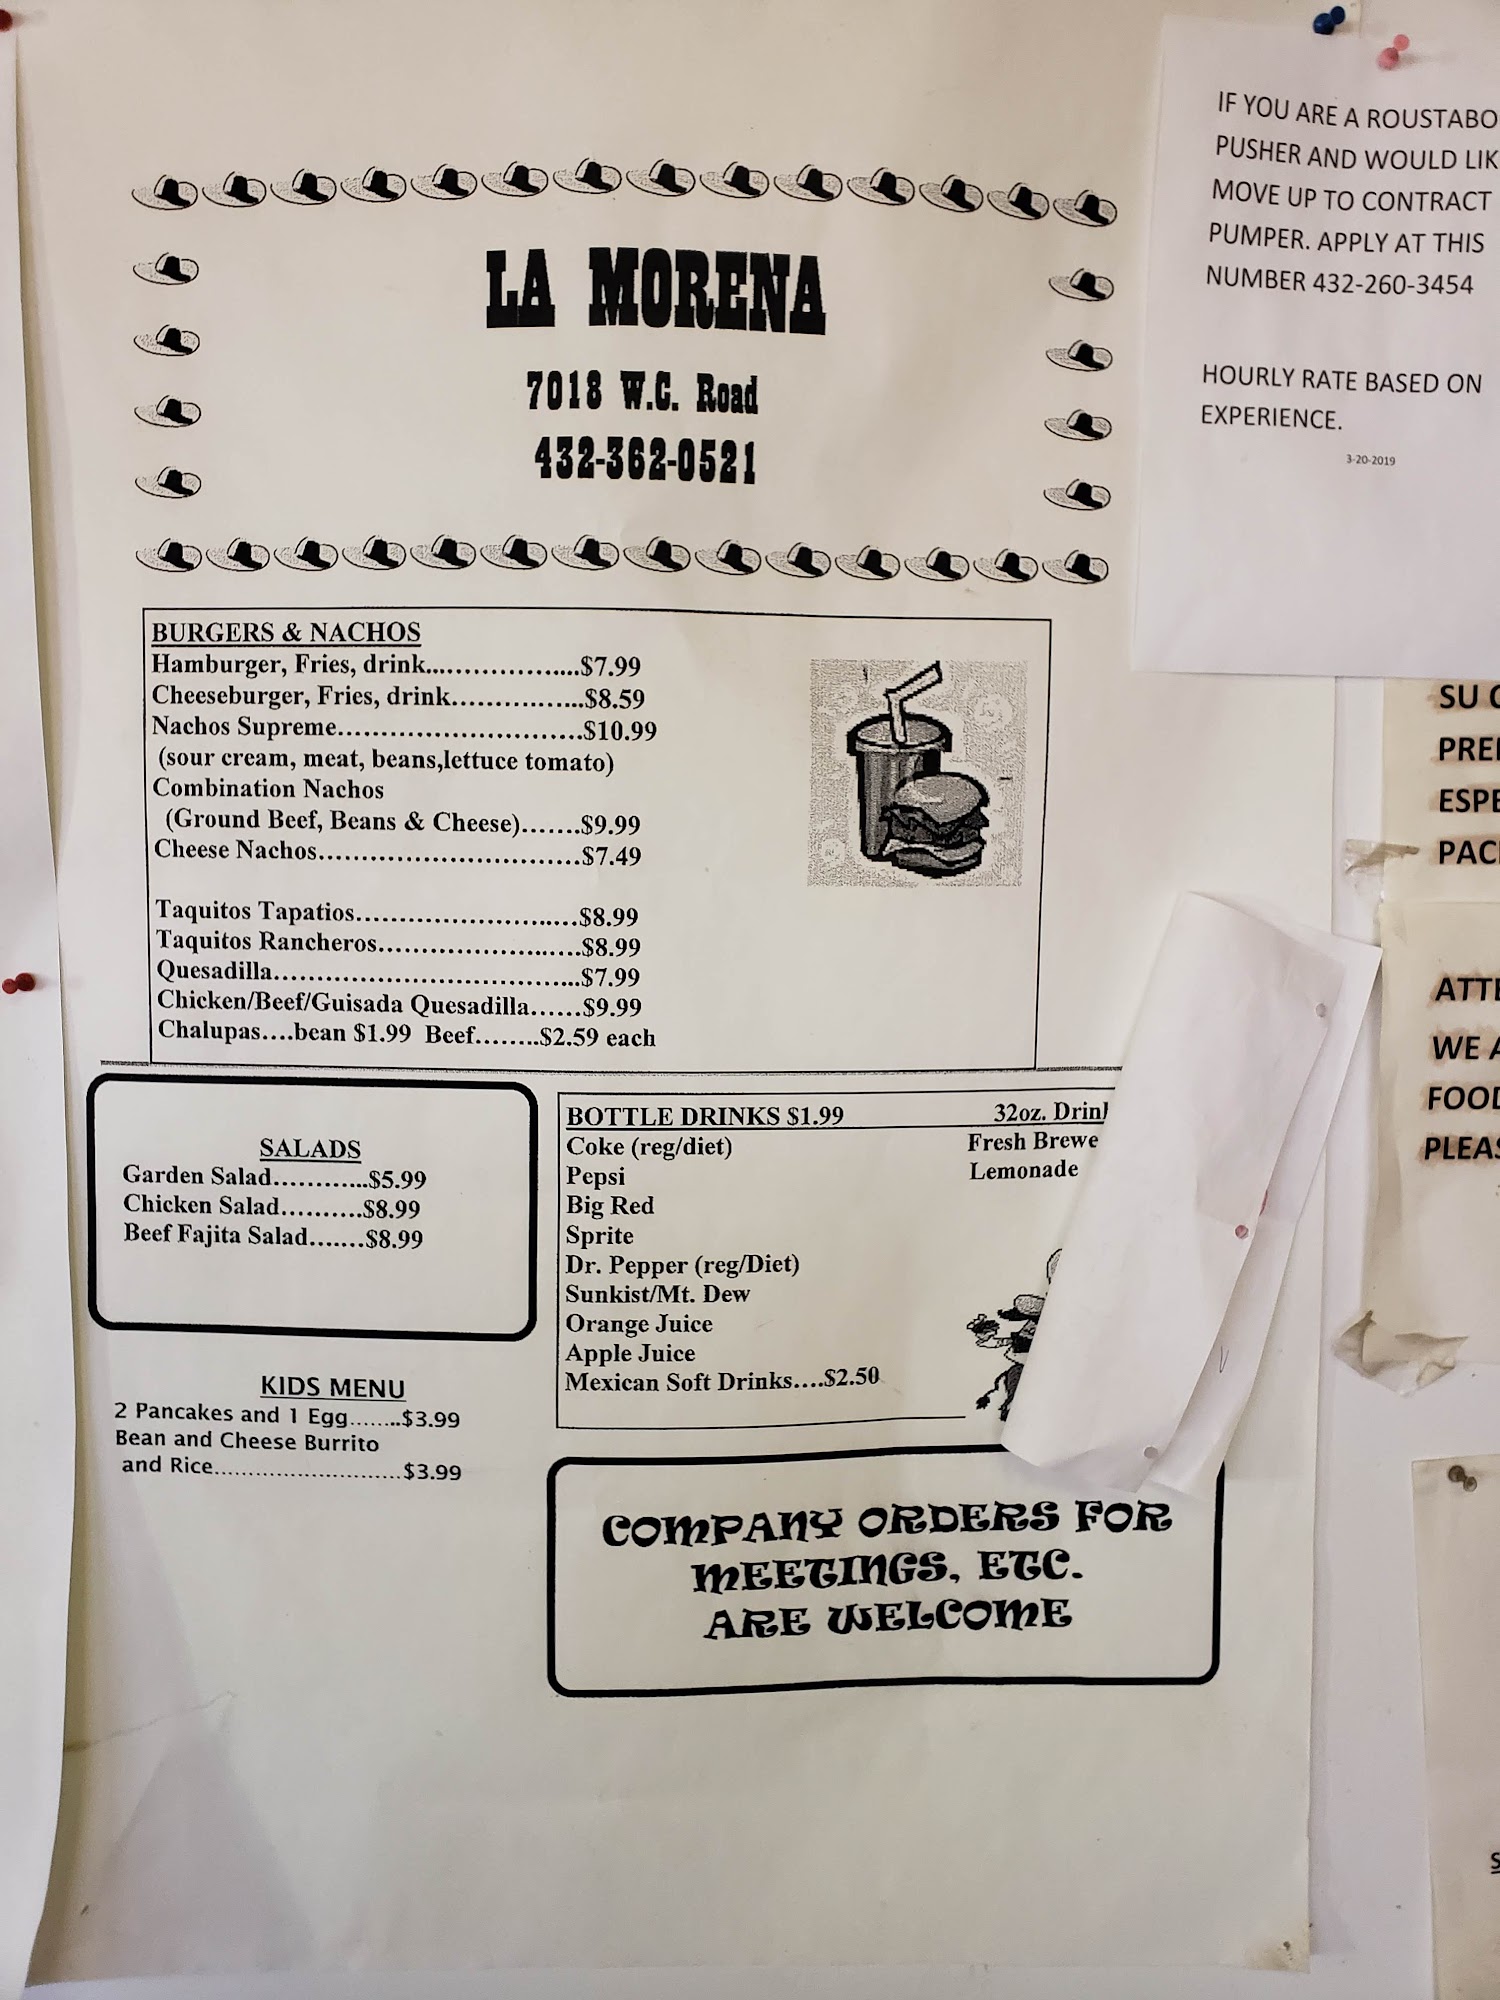 LA MORENA
7018 W.C. Road
432-362-0521
BURGERS & NACHOS
Hamburger, Fries, drink......................$7.99
Cheeseburger, Fries, drink..................$8.59
Nachos Supreme..............................$10.99
(sour cream, meat, beans,lettuce tomato)
Combination Nachos
(Ground Beef, Beans & Cheese).......$9.99
Cheese Nachos................................$7.49
Taquitos Tapatios...........................$8.99
Taquitos Rancheros.........................$8.99
Quesadilla.....................................$7.99
Chicken/Beef/Guisada Quesadilla......$9.99
Chalupas....bean $1.99 Beef........$2.59 each
SALADS
Garden Salad............$5.99
Chicken Salad..........$8.99
Beef Fajita Salad.......$8.99
KIDS MENU
2 Pancakes and 1 Egg........$3.99
Bean and Cheese Burrito
and Rice...........................$3.99
BOTTLE DRINKS $1.99
Coke (reg/diet)
Pepsi
Big Red
Sprite
Dr. Pepper (reg/Diet)
Sunkist/Mt. Dew
Orange Juice
Apple Juice
Mexican Soft Drinks....$2.50
32oz.
Fresh
Lemonade
COMPANY ORDERS FOR
MEETINGS, ETC.
ARE WELCOME
IF YOU ARE A
PUSHER AND WOULD
MOVE UP TO CONTRACT
PUMPER. APPLY AT THIS
NUMBER 432-260-3454
HOURLY RATE BASED ON
EXPERIENCE.
3-20-2019
SU
WE